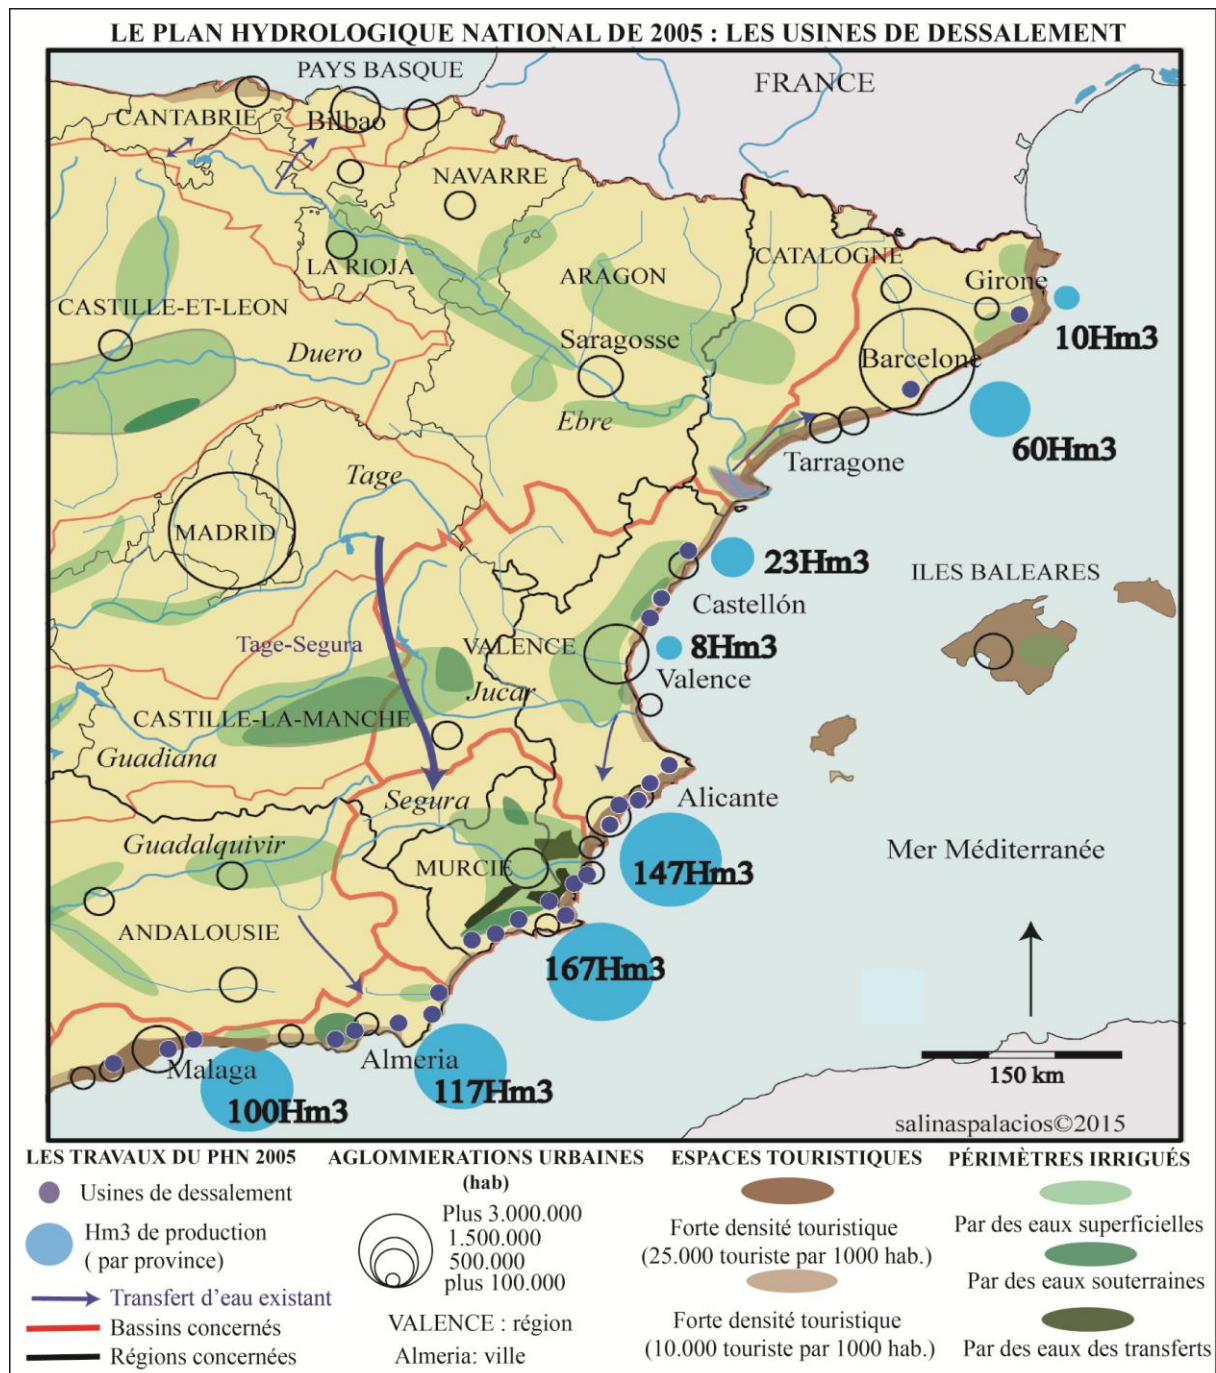 LE PLAN HYDROLOGIQUE NATIONAL DE 2005 : LES USINES DE DESSALEMENT
PAYS BASQUE
FRANCE
CANTABRIE
Bilbao
NAVARRE
CATALOGNE
LA RIOJA
ARAGON
Girone
CASTILLE-ET-LEON
Saragosse
10Hm3
Duero
Barcelone
Ebre
60Hm3
Tarragone
Tage
MADRID
23Hm3
ILES BALEARES
Castellón
Tage-Segura
VALENCE
8Hm3
Valence
Jucar
CASTILLE-LA-MANCHE
Guadiana
Segura
Alicante
Guadalquivir
Mer Méditerranée
MURCIE
147Hm3
ANDALOUSIE
167Hm3
Almeria
Malaga
117Hm3
100Hm3
150 km
salinaspalacios©2015
LES TRAVAUX DU PHN 2005
Usines de dessalement
Hm3 de production
( par province)
Transfert d'eau existant
Bassins concernés
Régions concernées
AGLOMMERATIONS URBAINES
(hab)
Plus 3.000.000
1.500.000
500.000
plus 100.000
VALENCE : région
Almeria: ville
ESPACES TOURISTIQUES
Forte densité touristique
(25.000 touriste par 1000 hab.)
Forte densité touristique
(10.000 touriste par 1000 hab.)
PÉRIMÈTRES IRRIGUÉS
Par des eaux superficielles
Par des eaux souterraines
Par des eaux des transferts